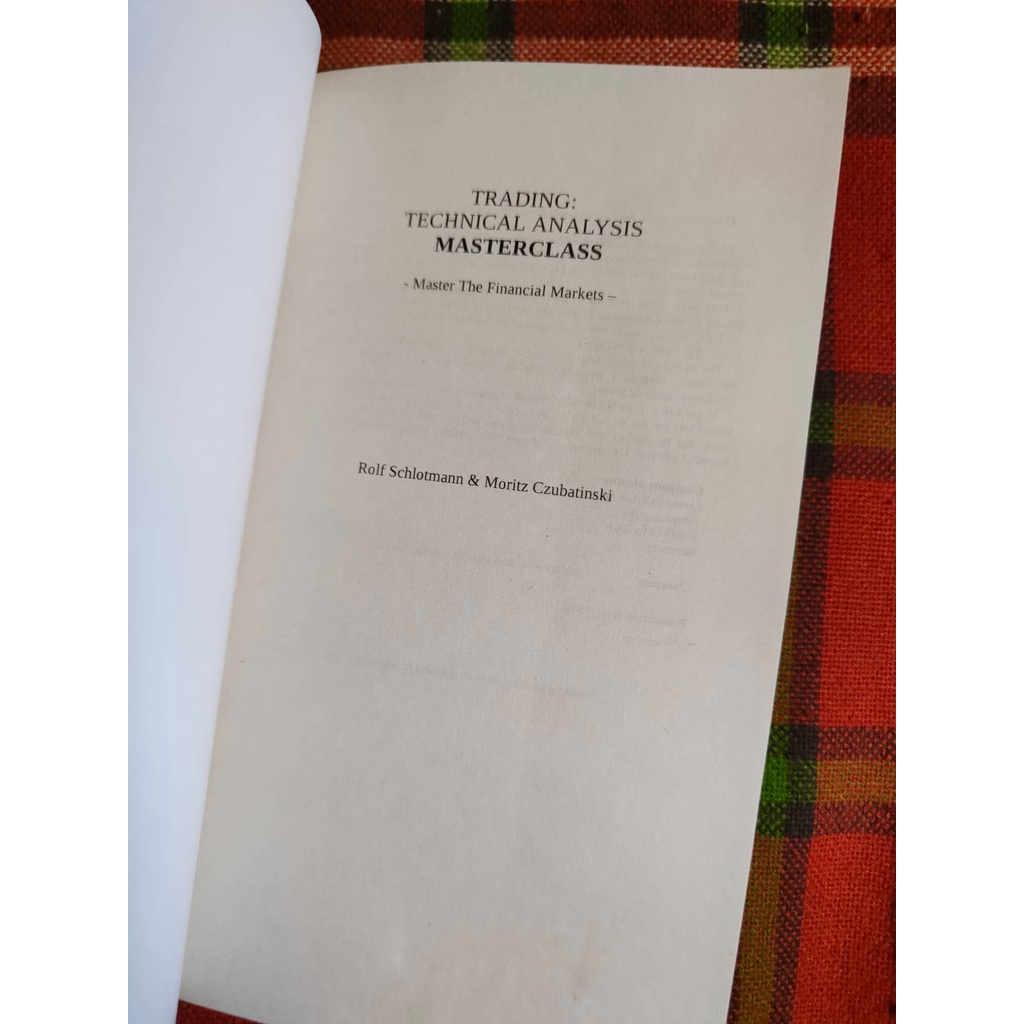 TRADING:
TECHNICAL ANALYSIS
MASTERCLASS
- Master The Financial Markets –
Rolf Schlotmann & Moritz Czubatinski